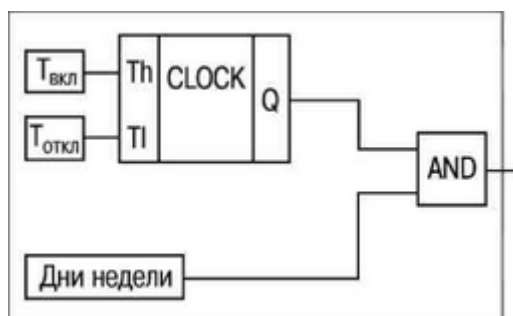 Tвкл
Th
CLOCK
Q
Tоткл
Tl
AND
Дни недели